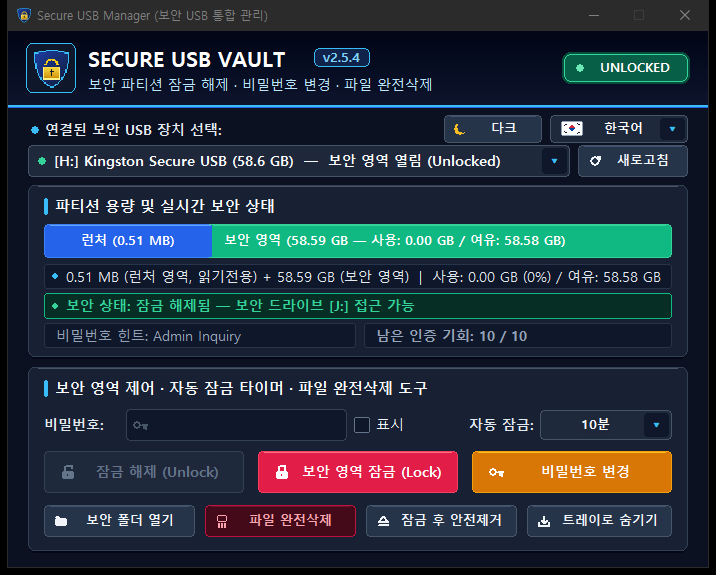 Secure USB Manager (보안 USB 통합 관리)
SECURE USB VAULT v2.5.4
보안 파티션 잠금 해제 · 비밀번호 변경 · 파일 완전삭제
UNLOCKED
연결된 보안 USB 장치 선택:
다크
한국어
[H:] Kingston Secure USB (58.6 GB) — 보안 영역 열림 (Unlocked)
새로고침
파티션 용량 및 실시간 보안 상태
런처 (0.51 MB)
보안 영역 (58.59 GB — 사용: 0.00 GB / 여유: 58.58 GB)
0.51 MB (런처 영역, 읽기전용) + 58.59 GB (보안 영역) | 사용: 0.00 GB (0%) / 여유: 58.58 GB
보안 상태: 잠금 해제됨 — 보안 드라이브 [J:] 접근 가능
비밀번호 힌트: Admin Inquiry
남은 인증 기회: 10 / 10
보안 영역 제어 · 자동 잠금 타이머 · 파일 완전삭제 도구
비밀번호:
표시
자동 잠금:
10분
잠금 해제 (Unlock)
보안 영역 잠금 (Lock)
비밀번호 변경
보안 폴더 열기
파일 완전삭제
잠금 후 안전제거
트레이로 숨기기